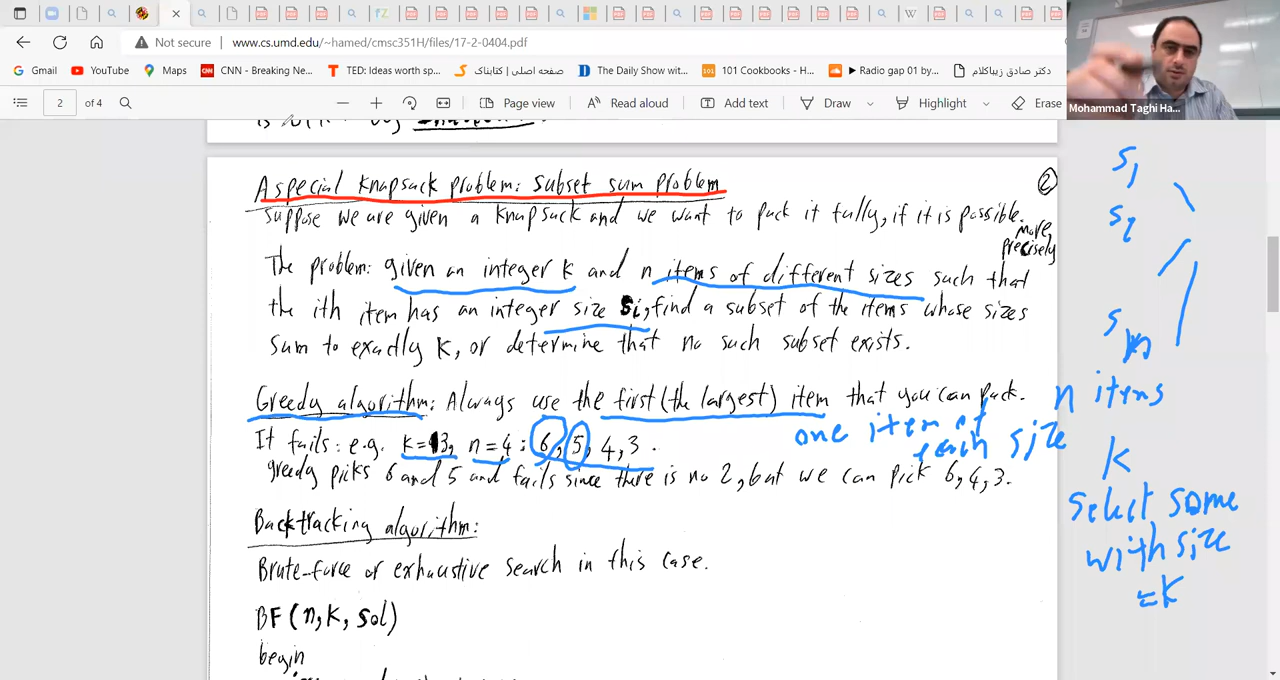 Not secure www.cs.umd.edu/~hamed/cmsc351H/files/17-2-0404.pdf
Gmail YouTube Maps CNN - Breaking Ne... TED: Ideas worth sp... صفحه اصلی | کتابتیک The Daily Show wit... 101 Cookbooks - H... Radio gap 01 by... دکتر صادق زیباکلام
2 of 4 Page view Read aloud Add text Draw Highlight Erase
Mohammad Taghi Ha...
A special Knapsack problem: subset sum problem
2
suppose we are given a Knapsack and we want to pack it fully, if it is possible.
more precisely
The problem: given an integer K and n items of different sizes such that
the ith item has an integer size si, find a subset of the items whose sizes
sum to exactly K, or determine that no such subset exists.
Greedy algorithm: Always use the first (the largest) item that you can pack.
It fails: e.g. K=13, n=4: 6, 5, 4, 3.
greedy picks 6 and 5 and fails since there is no 2, but we can pick 6, 4, 3.
Backtracking algorithm:
Brute-force or exhaustive search in this case.
BF(n, K, sol)
begin
one item of
each size
S1
S2
Sn
n items
K
select some
with size
=K